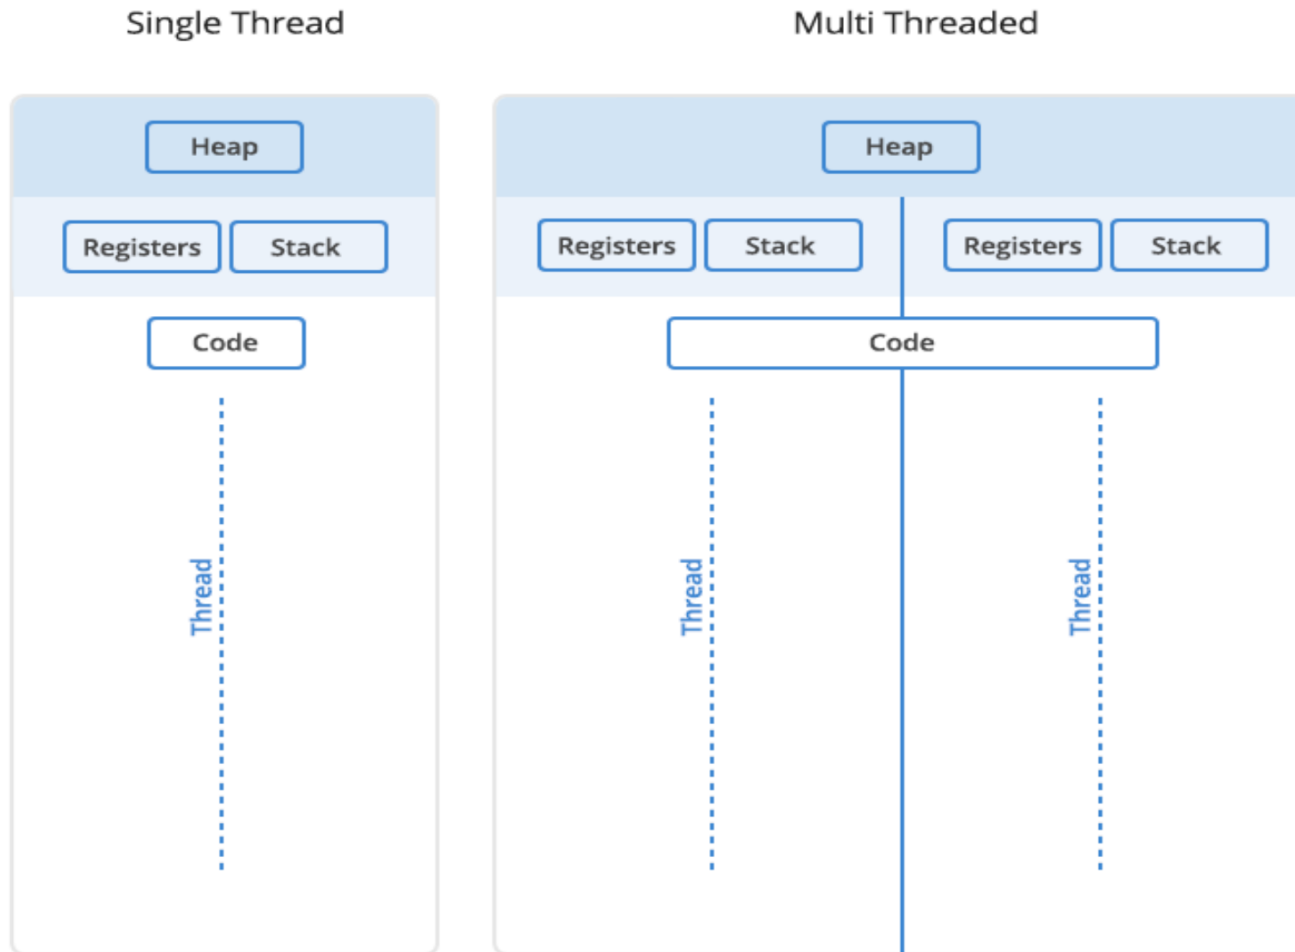 Single Thread
Multi Threaded
Heap
Registers
Stack
Code
Thread
Heap
Registers
Stack
Registers
Stack
Code
Thread
Thread